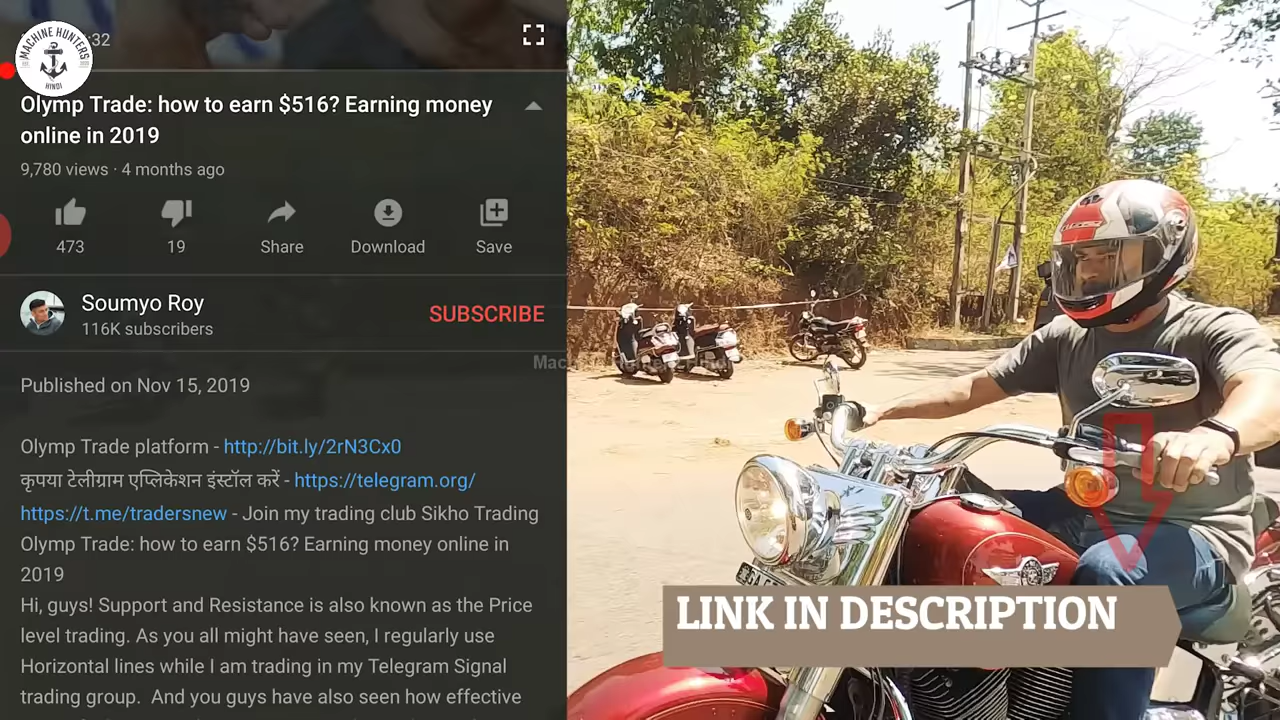 MACHINE HUNTERS
HINDI
:32
Olymp Trade: how to earn $516? Earning money
online in 2019
9,780 views · 4 months ago
473
19
Share
Download
Save
Soumyo Roy
116K subscribers
SUBSCRIBE
Published on Nov 15, 2019
Olymp Trade platform - http://bit.ly/2rN3Cx0
कृपया टेलीग्राम एप्लिकेशन इंस्टॉल करें - https://telegram.org/
https://t.me/tradersnew - Join my trading club Sikho Trading
Olymp Trade: how to earn $516? Earning money online in
2019
Hi, guys! Support and Resistance is also known as the Price
level trading. As you all might have seen, I regularly use
Horizontal lines while I am trading in my Telegram Signal
trading group. And you guys have also seen how effective
LINK IN DESCRIPTION